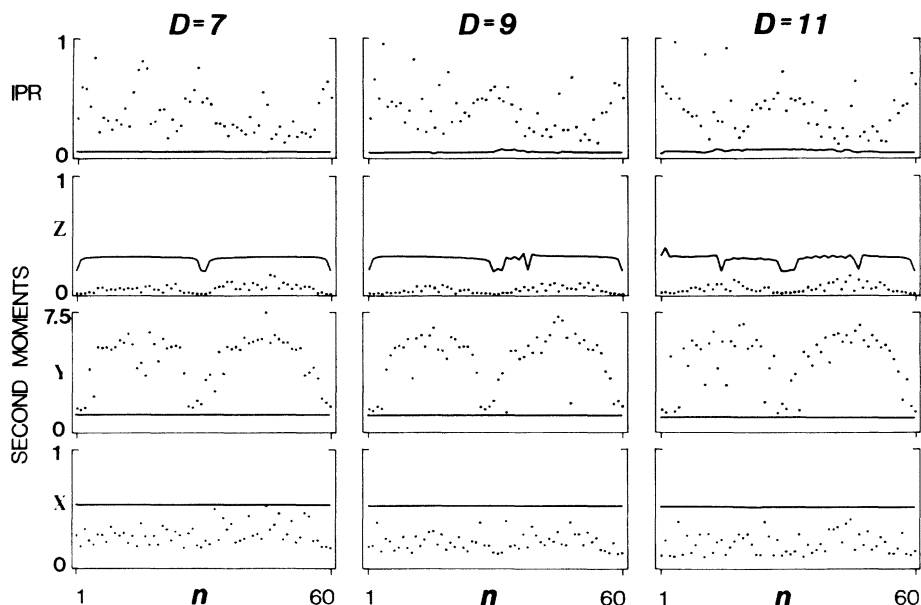 D=7 D=9 D=11
1
IPR
0
1
Z
0
SECOND MOMENTS
7.5
Y
0
1
X
0
1 n 60 1 n 60 1 n 60